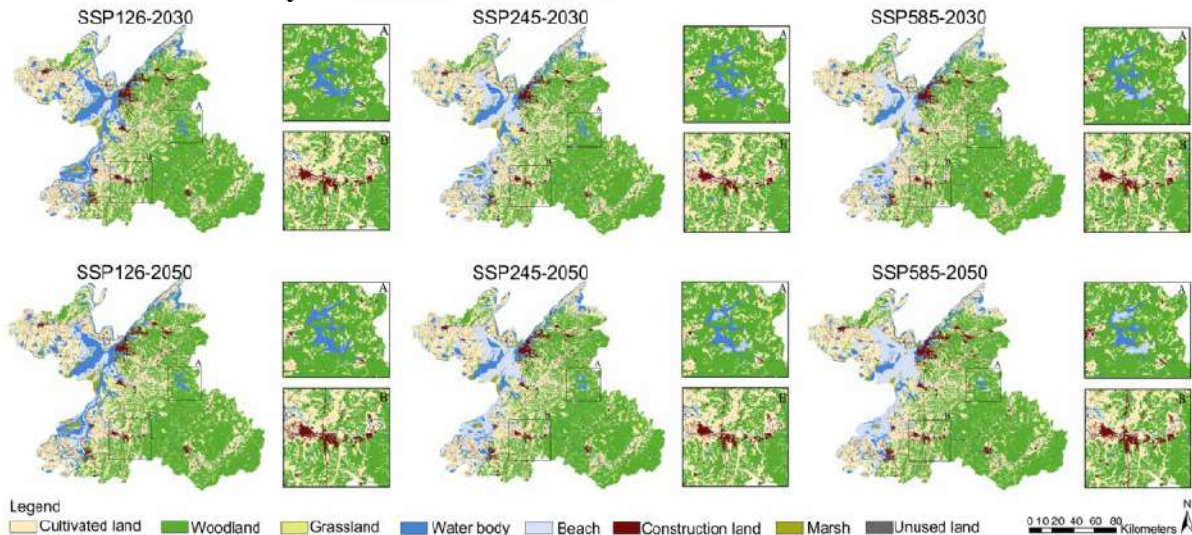 SSP126-2030
SSP245-2030
SSP585-2030
A
A
A
A
A
A
B
B
B
B
B
B
SSP126-2050
SSP245-2050
SSP585-2050
A
A
A
A
A
A
B
B
B
B
B
B
Legend
Cultivated land
Woodland
Grassland
Water body
Beach
Construction land
Marsh
Unused land
0 10 20 40 60 80
Kilometers
N